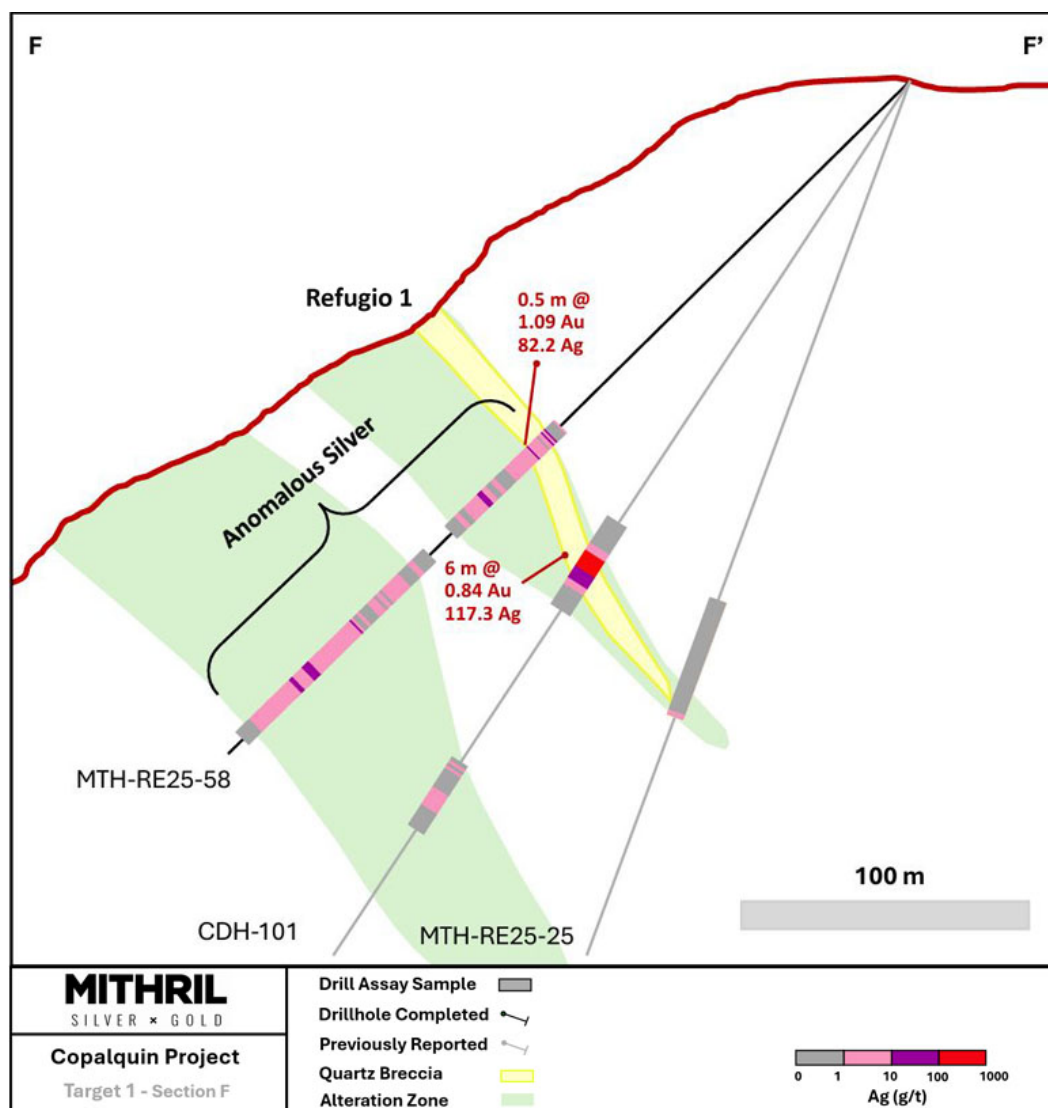 F
F'
Refugio 1
0.5 m @
1.09 Au
82.2 Ag
Anomalous Silver
6 m @
0.84 Au
117.3 Ag
MTH-RE25-58
CDH-101
MTH-RE25-25
100 m
MITHRIL
SILVER × GOLD
Copalquin Project
Target 1 - Section F
Drill Assay Sample
Drillhole Completed
Previously Reported
Quartz Breccia
Alteration Zone
0 1 10 100 1000
Ag (g/t)